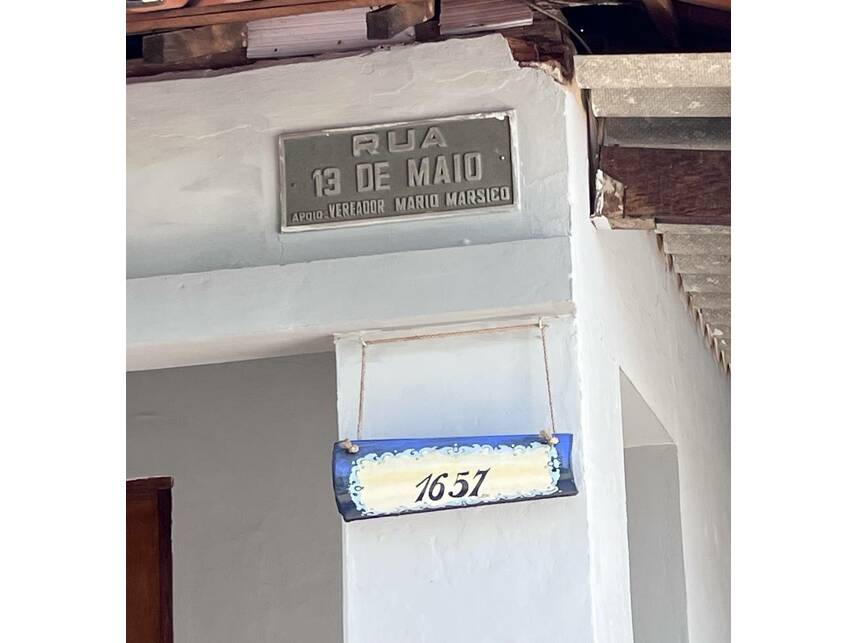 RUA
13 DE MAIO
APOIO-VEREADOR MARIO MARSICO
1657